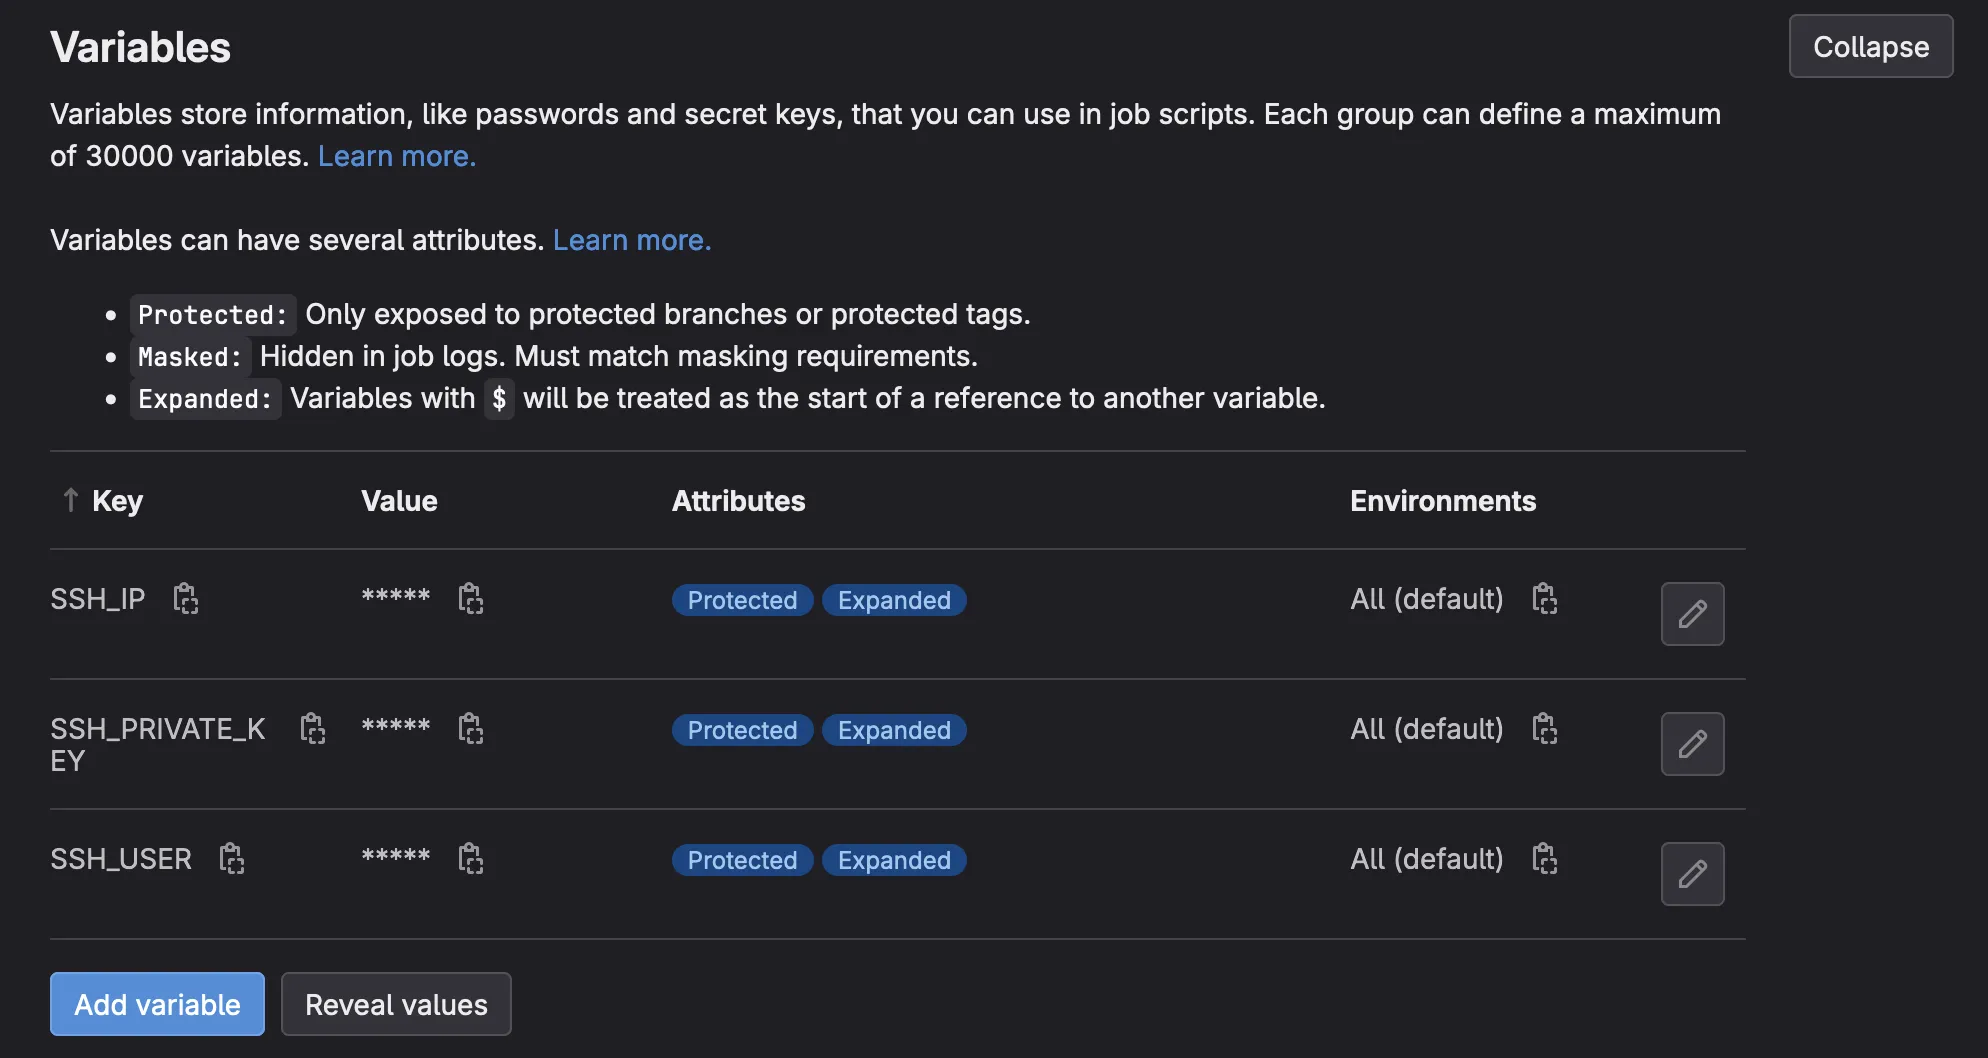 Variables
Collapse
Variables store information, like passwords and secret keys, that you can use in job scripts. Each group can define a maximum
of 30000 variables. Learn more.
Variables can have several attributes. Learn more.
• Protected: Only exposed to protected branches or protected tags.
• Masked: Hidden in job logs. Must match masking requirements.
• Expanded: Variables with $ will be treated as the start of a reference to another variable.
↑ Key Value Attributes Environments
SSH_IP ***** Protected Expanded All (default)
SSH_PRIVATE_K ***** Protected Expanded All (default)
EY
SSH_USER ***** Protected Expanded All (default)
Add variable Reveal values